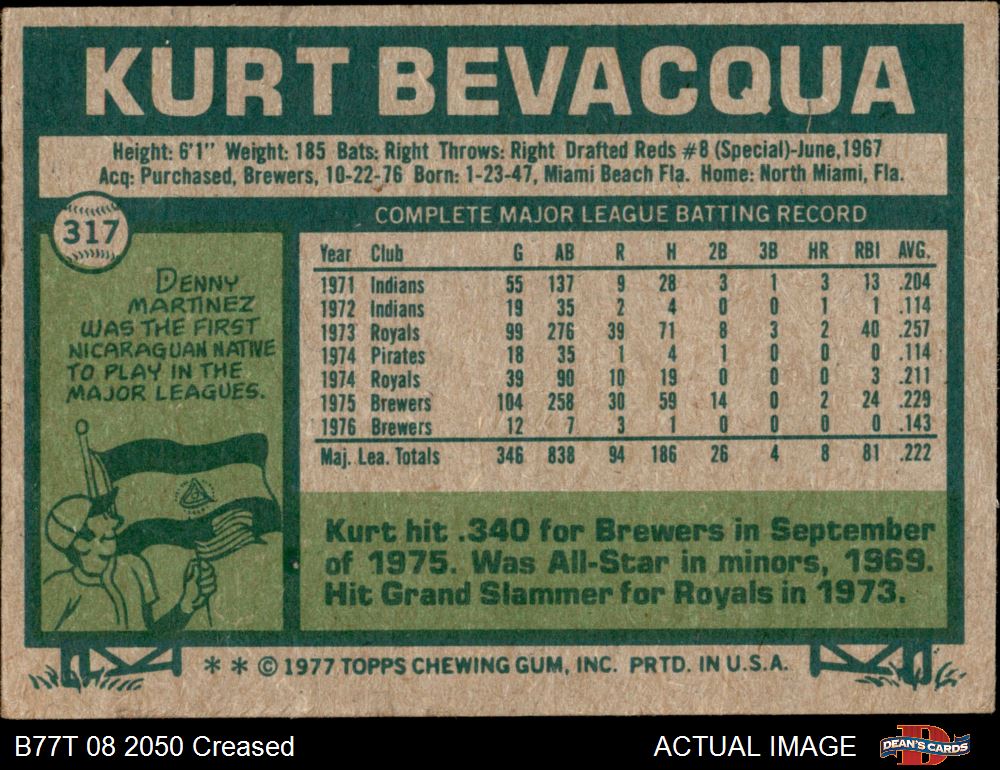 KURT BEVACQUA
Height: 6'1" Weight: 185 Bats: Right Throws: Right Drafted Reds #8 (Special)-June,1967
Acq: Purchased, Brewers, 10-22-76 Born: 1-23-47, Miami Beach Fla. Home: North Miami, Fla.
317
DENNY
MARTINEZ
WAS THE FIRST
NICARAGUAN NATIVE
TO PLAY IN THE
MAJOR LEAGUES.
COMPLETE MAJOR LEAGUE BATTING RECORD
Year Club G AB R H 2B 3B HR RBI AVG.
1971 Indians 55 137 9 28 3 1 3 13 .204
1972 Indians 19 35 2 4 0 0 1 1 .114
1973 Royals 99 276 39 71 8 3 2 40 .257
1974 Pirates 18 35 1 4 1 0 0 0 .114
1974 Royals 39 90 10 19 0 0 0 3 .211
1975 Brewers 104 258 30 59 14 0 2 24 .229
1976 Brewers 12 7 3 1 0 0 0 0 .143
Maj. Lea. Totals 346 838 94 186 26 4 8 81 .222
Kurt hit .340 for Brewers in September
of 1975. Was All-Star in minors, 1969.
Hit Grand Slammer for Royals in 1973.
* * © 1977 TOPPS CHEWING GUM, INC. PRTD. IN U.S.A.
B77T 08 2050 Creased
ACTUAL IMAGE
D
DEAN'S CARDS